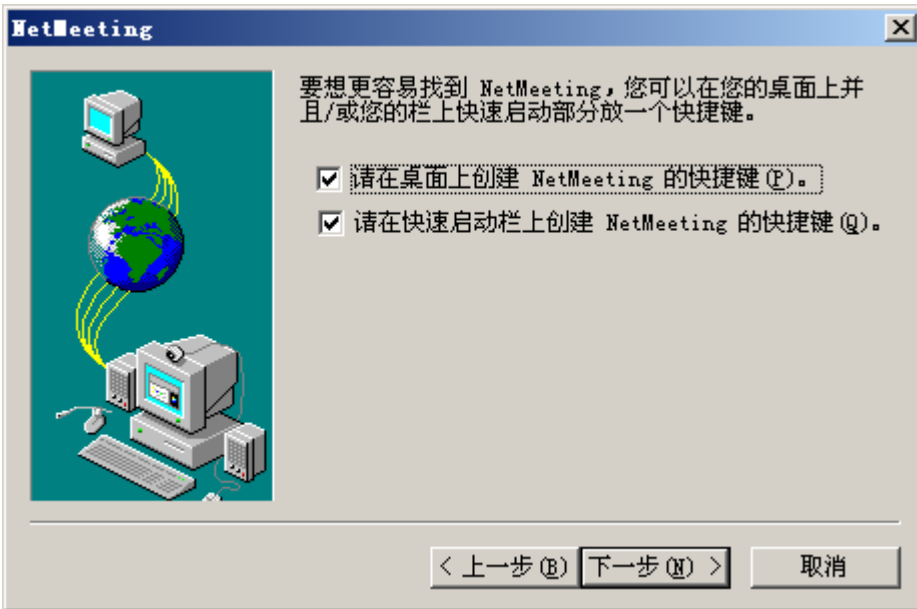 NetMeeting
要想更容易找到 NetMeeting，您可以在您的桌面上并
且/或您的栏上快速启动部分放一个快捷键。
请在桌面上创建 NetMeeting 的快捷键(P)。
请在快速启动栏上创建 NetMeeting 的快捷键(Q)。
< 上一步(B) 下一步(N) > 取消